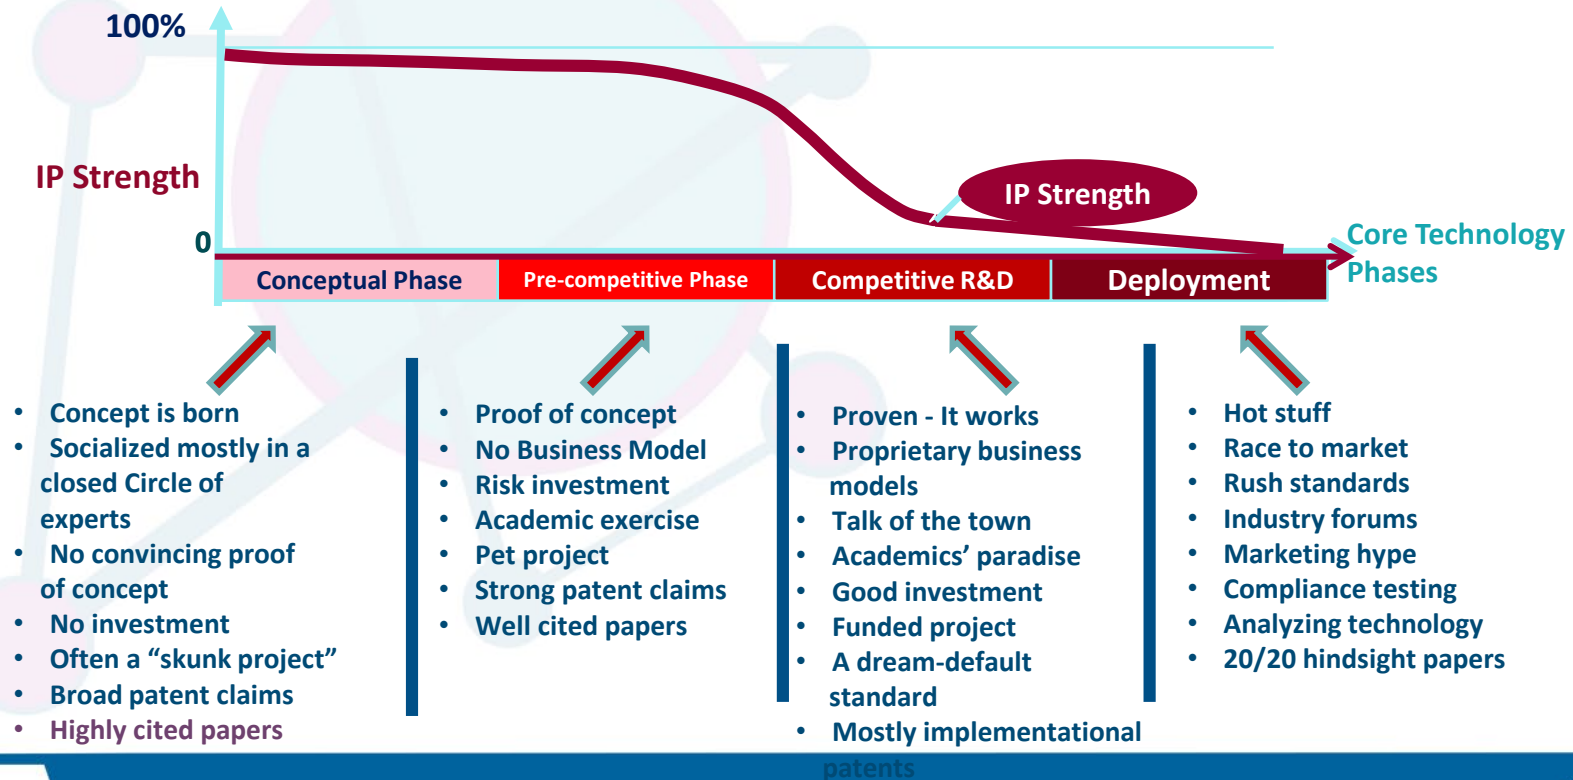 100%
IP Strength
0
IP Strength
Core Technology
Phases
Conceptual Phase
Pre-competitive Phase
Competitive R&D
Deployment
• Concept is born
• Socialized mostly in a
closed Circle of
experts
• No convincing proof
of concept
• No investment
• Often a “skunk project”
• Broad patent claims
• Highly cited papers
• Proof of concept
• No Business Model
• Risk investment
• Academic exercise
• Pet project
• Strong patent claims
• Well cited papers
• Proven - It works
• Proprietary business
models
• Talk of the town
• Academics’ paradise
• Good investment
• Funded project
• A dream-default
standard
• Mostly implementational
patents
• Hot stuff
• Race to market
• Rush standards
• Industry forums
• Marketing hype
• Compliance testing
• Analyzing technology
• 20/20 hindsight papers